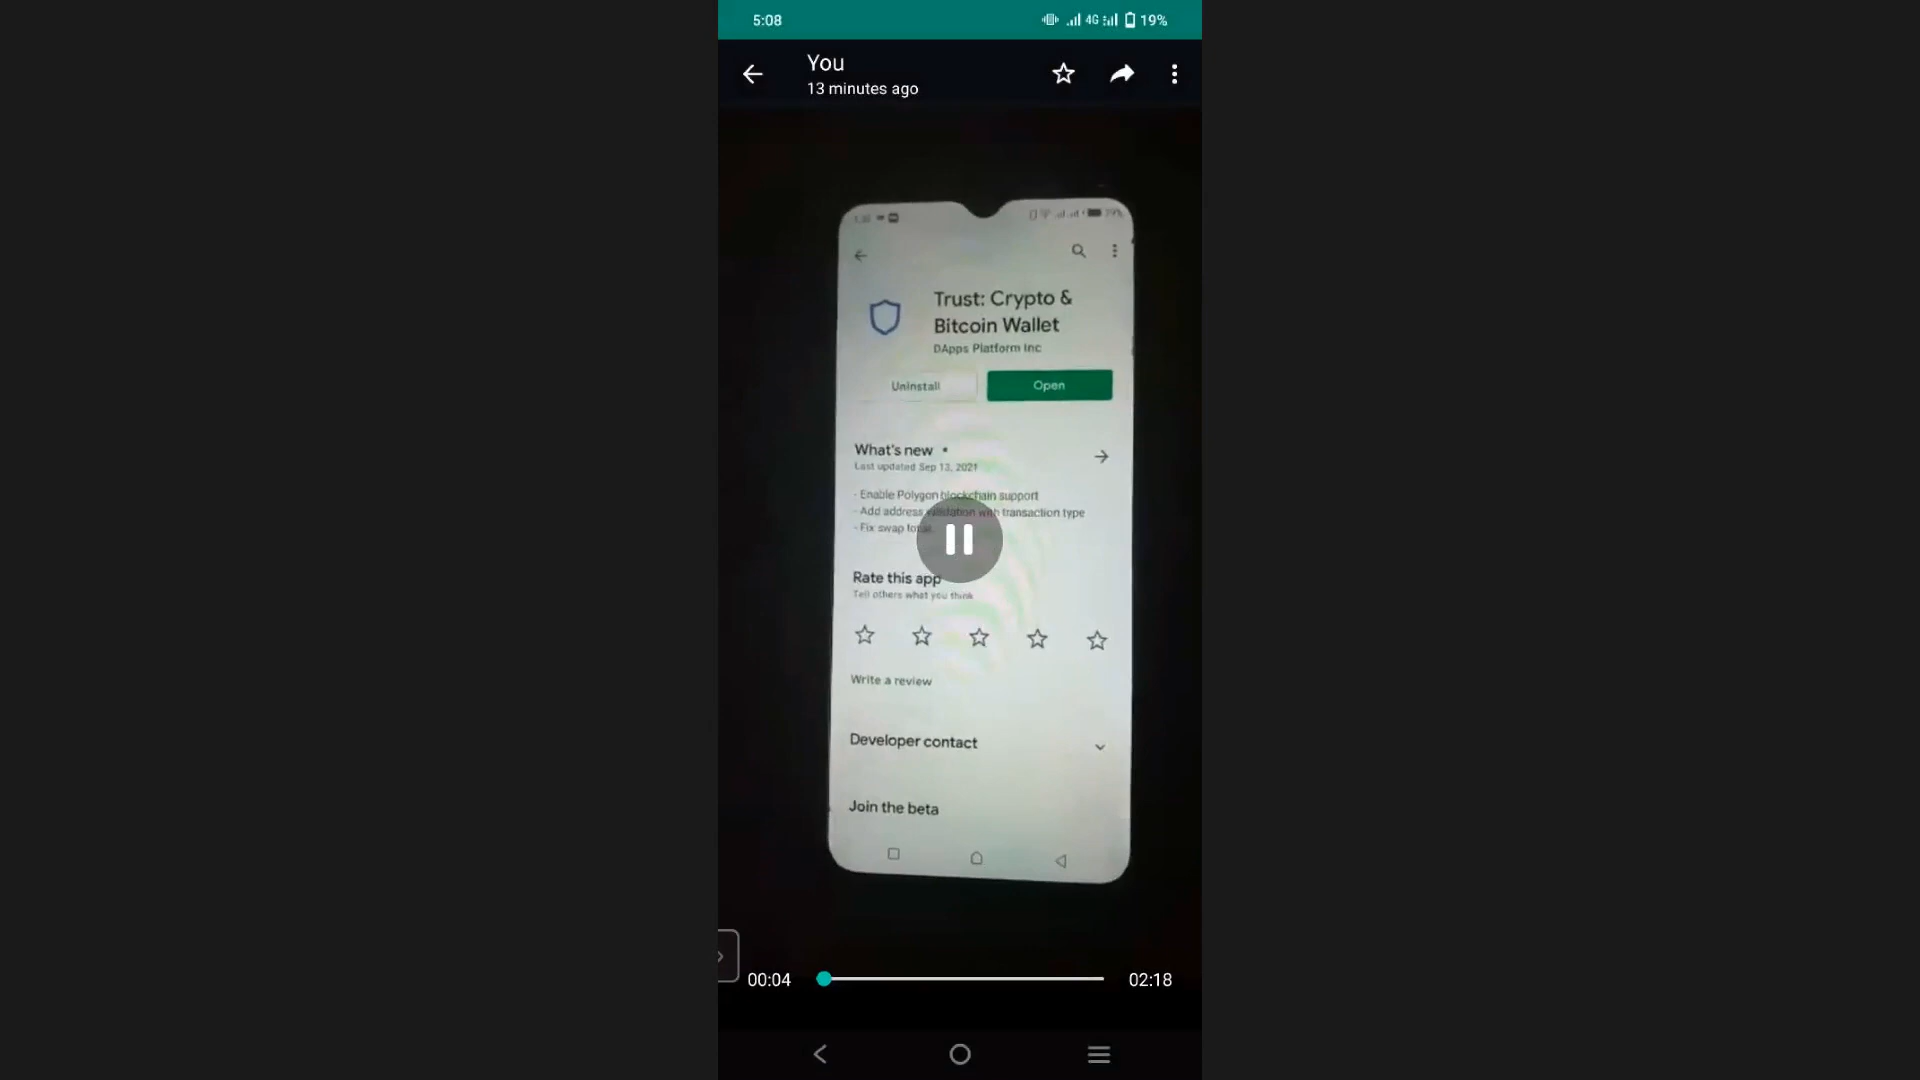 5:08
4G
19%
You
13 minutes ago
Trust: Crypto &
Bitcoin Wallet
DApps Platform Inc
Uninstall
Open
What's new
Last updated Sep 13, 2021
- Enable Polygon blockchain support
- Add address validation with transaction type
- Fix swap
Rate this app
Tell others what you think
Write a review
Developer contact
Join the beta
00:04
02:18